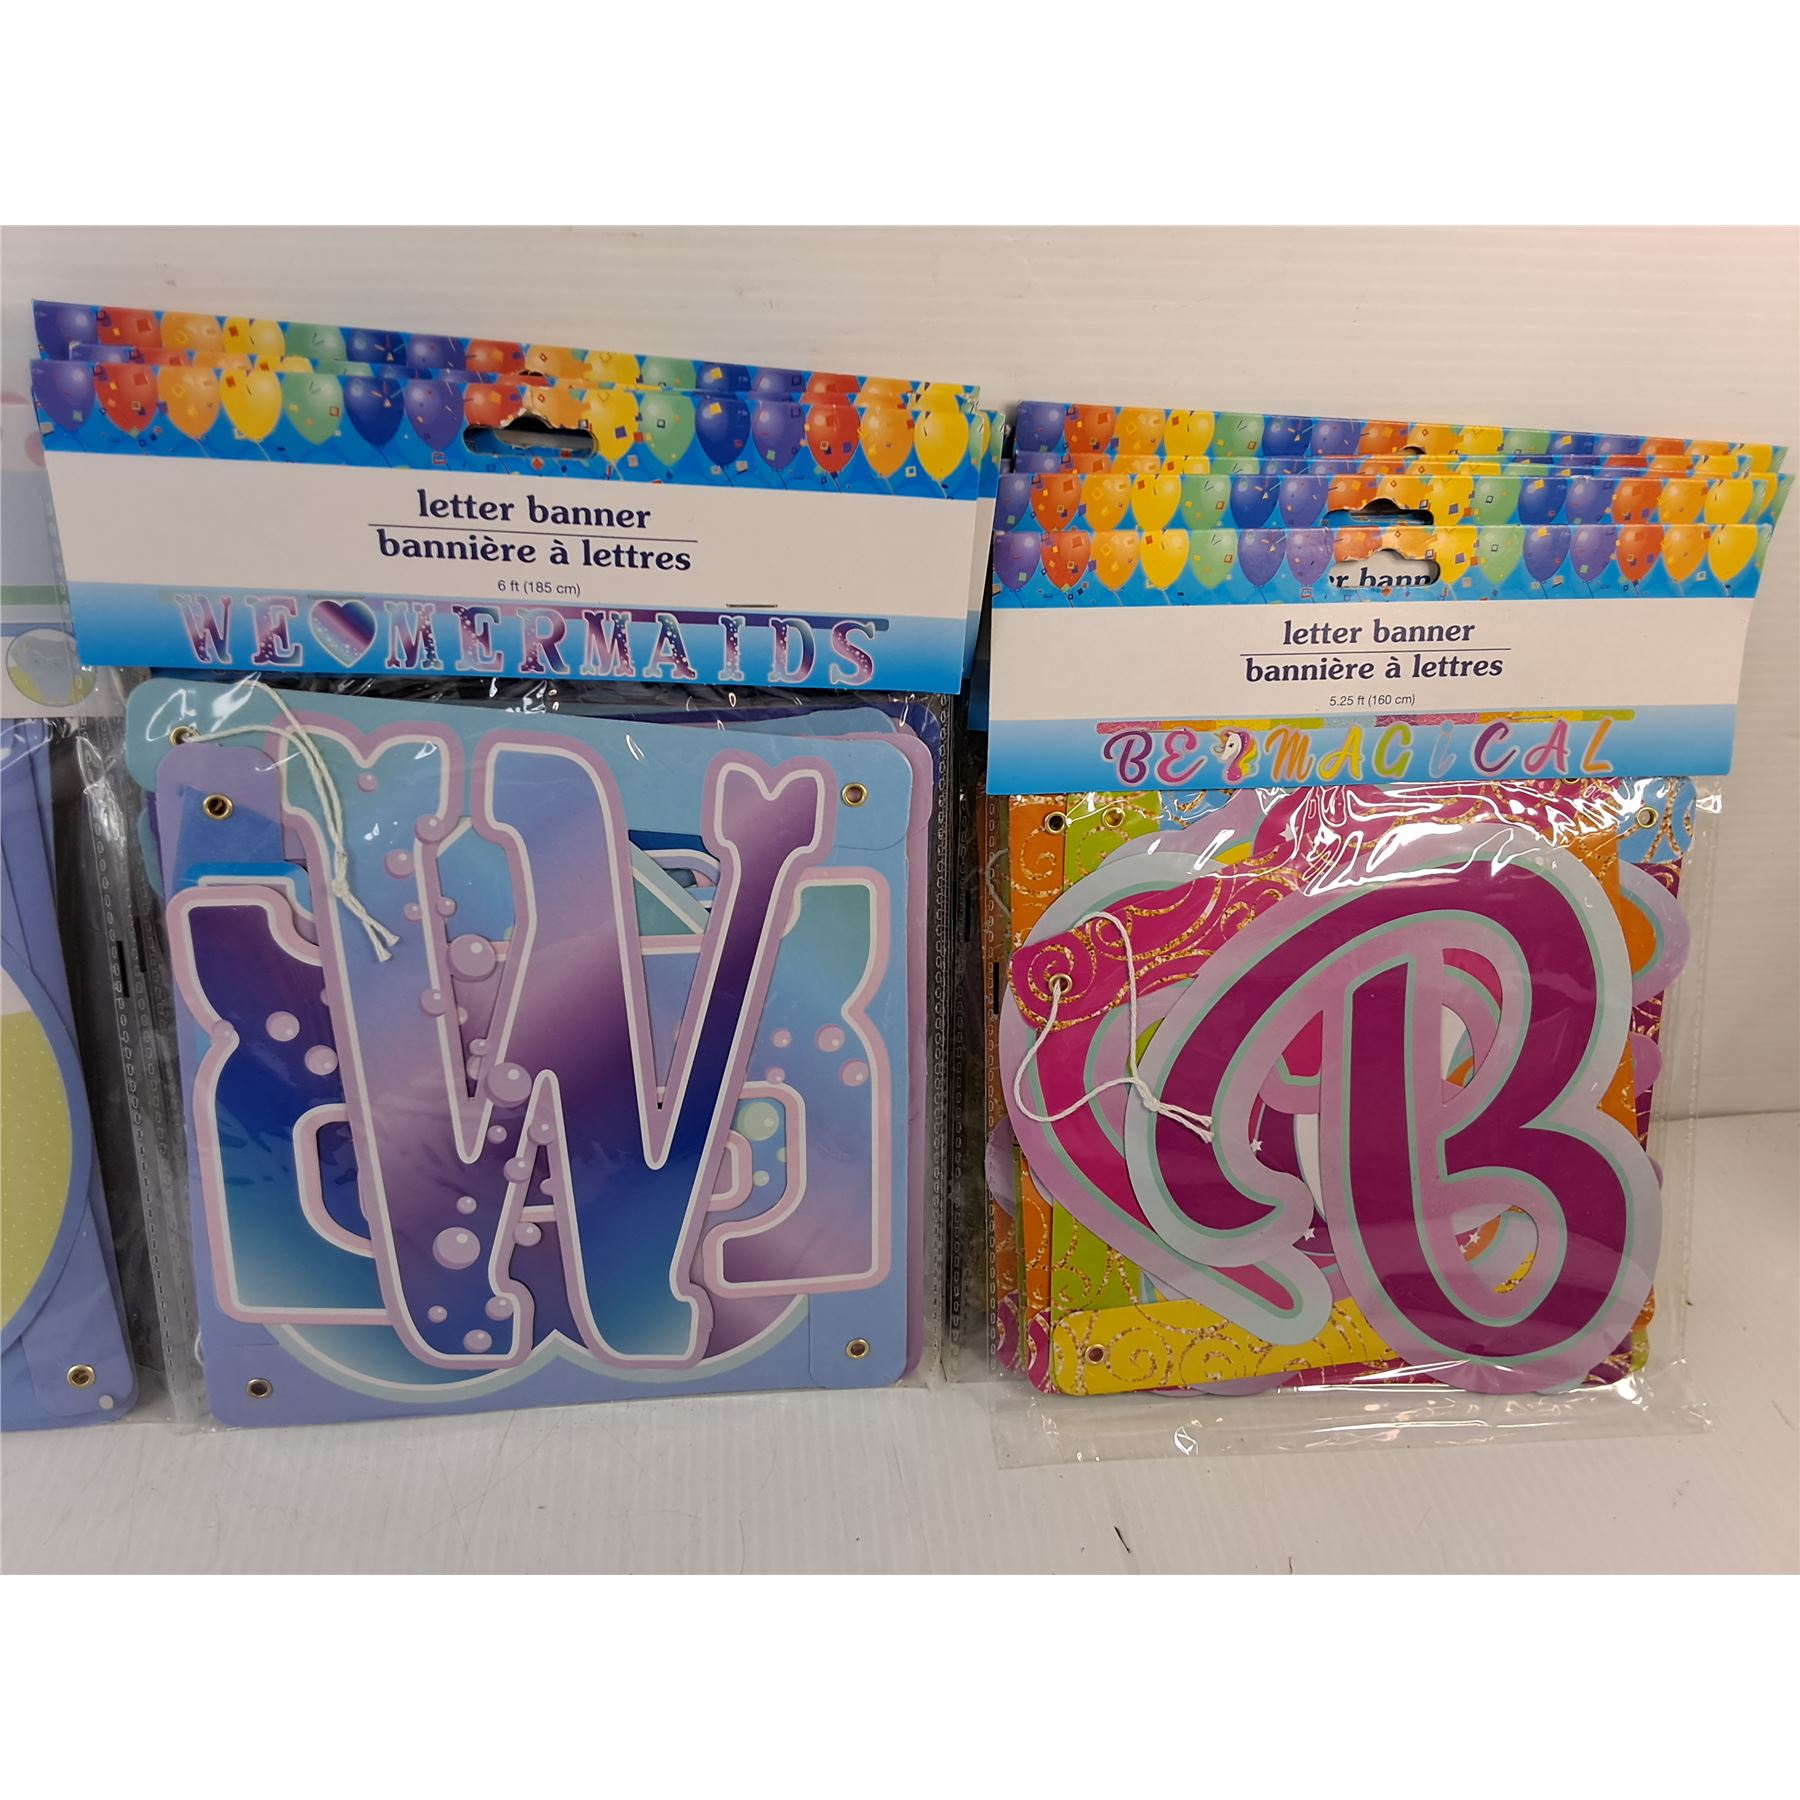 letter banner
bannière à lettres
6 ft (185 cm)
WE MERMAIDS
W
r bann
letter banner
bannière à lettres
5.25 ft (160 cm)
BE MAGiCAL
B